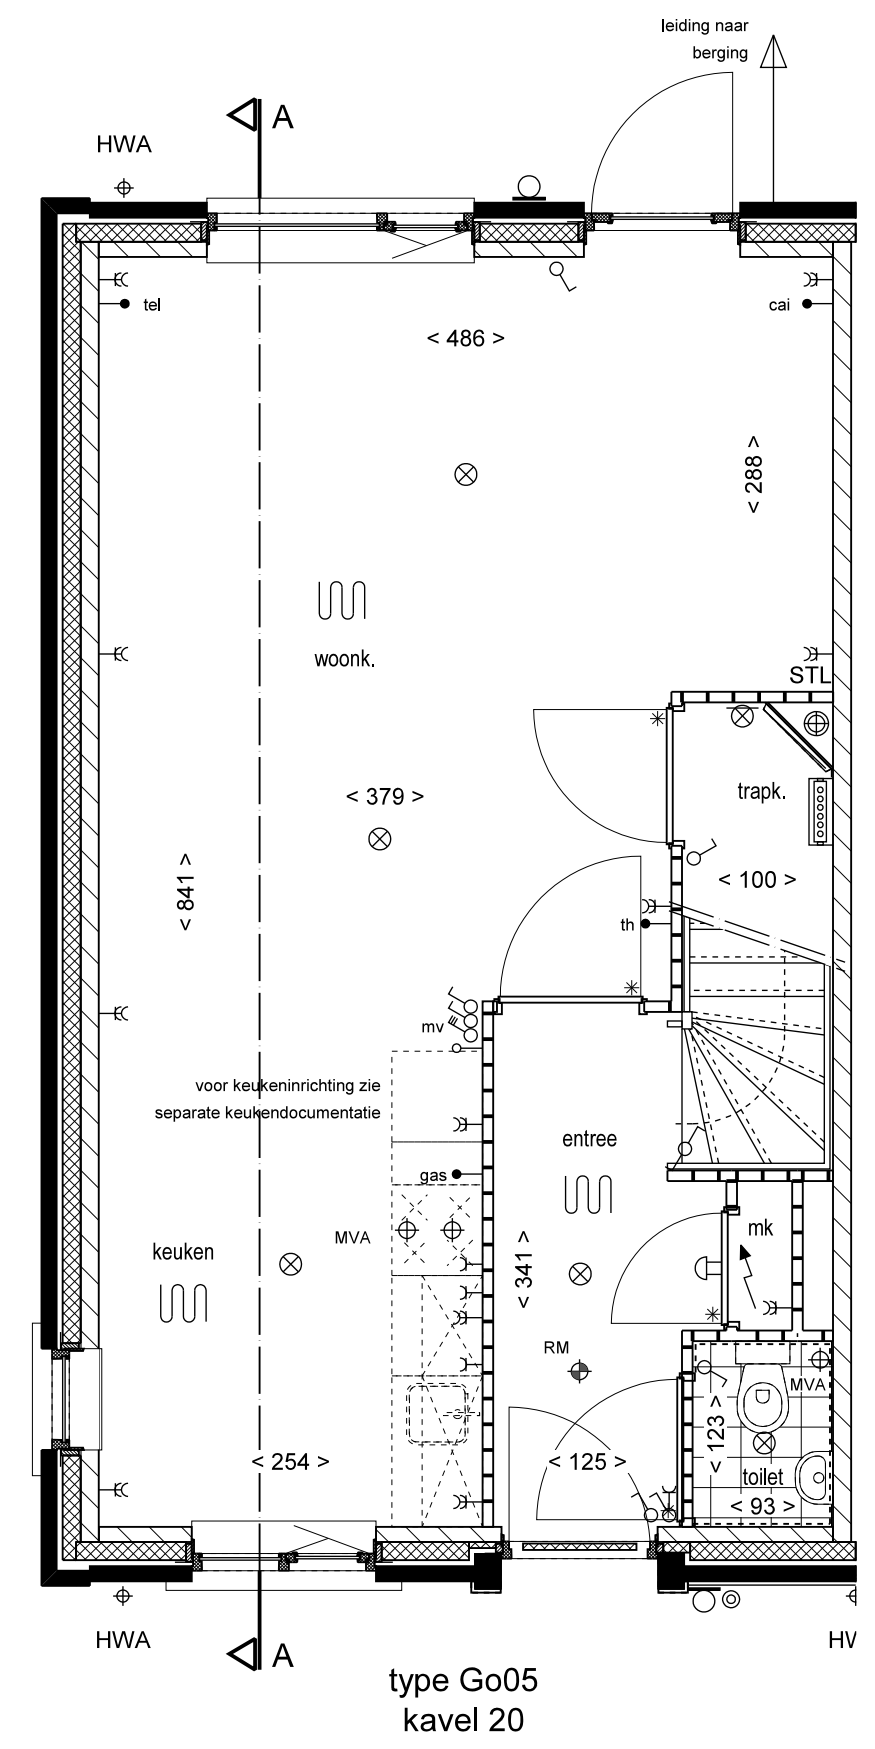 leiding naar
berging
A
HWA
tel
cai
< 486 >
< 288 >
woonk.
STL
trapk.
< 379 >
< 841 >
< 100 >
th
mv
voor keukeninrichting zie
separate keukendocumentatie
entree
gas
MVA
keuken
< 341 >
mk
RM
MVA
< 123 >
< 254 >
< 125 >
toilet
< 93 >
HWA
A
HW
type Go05
kavel 20